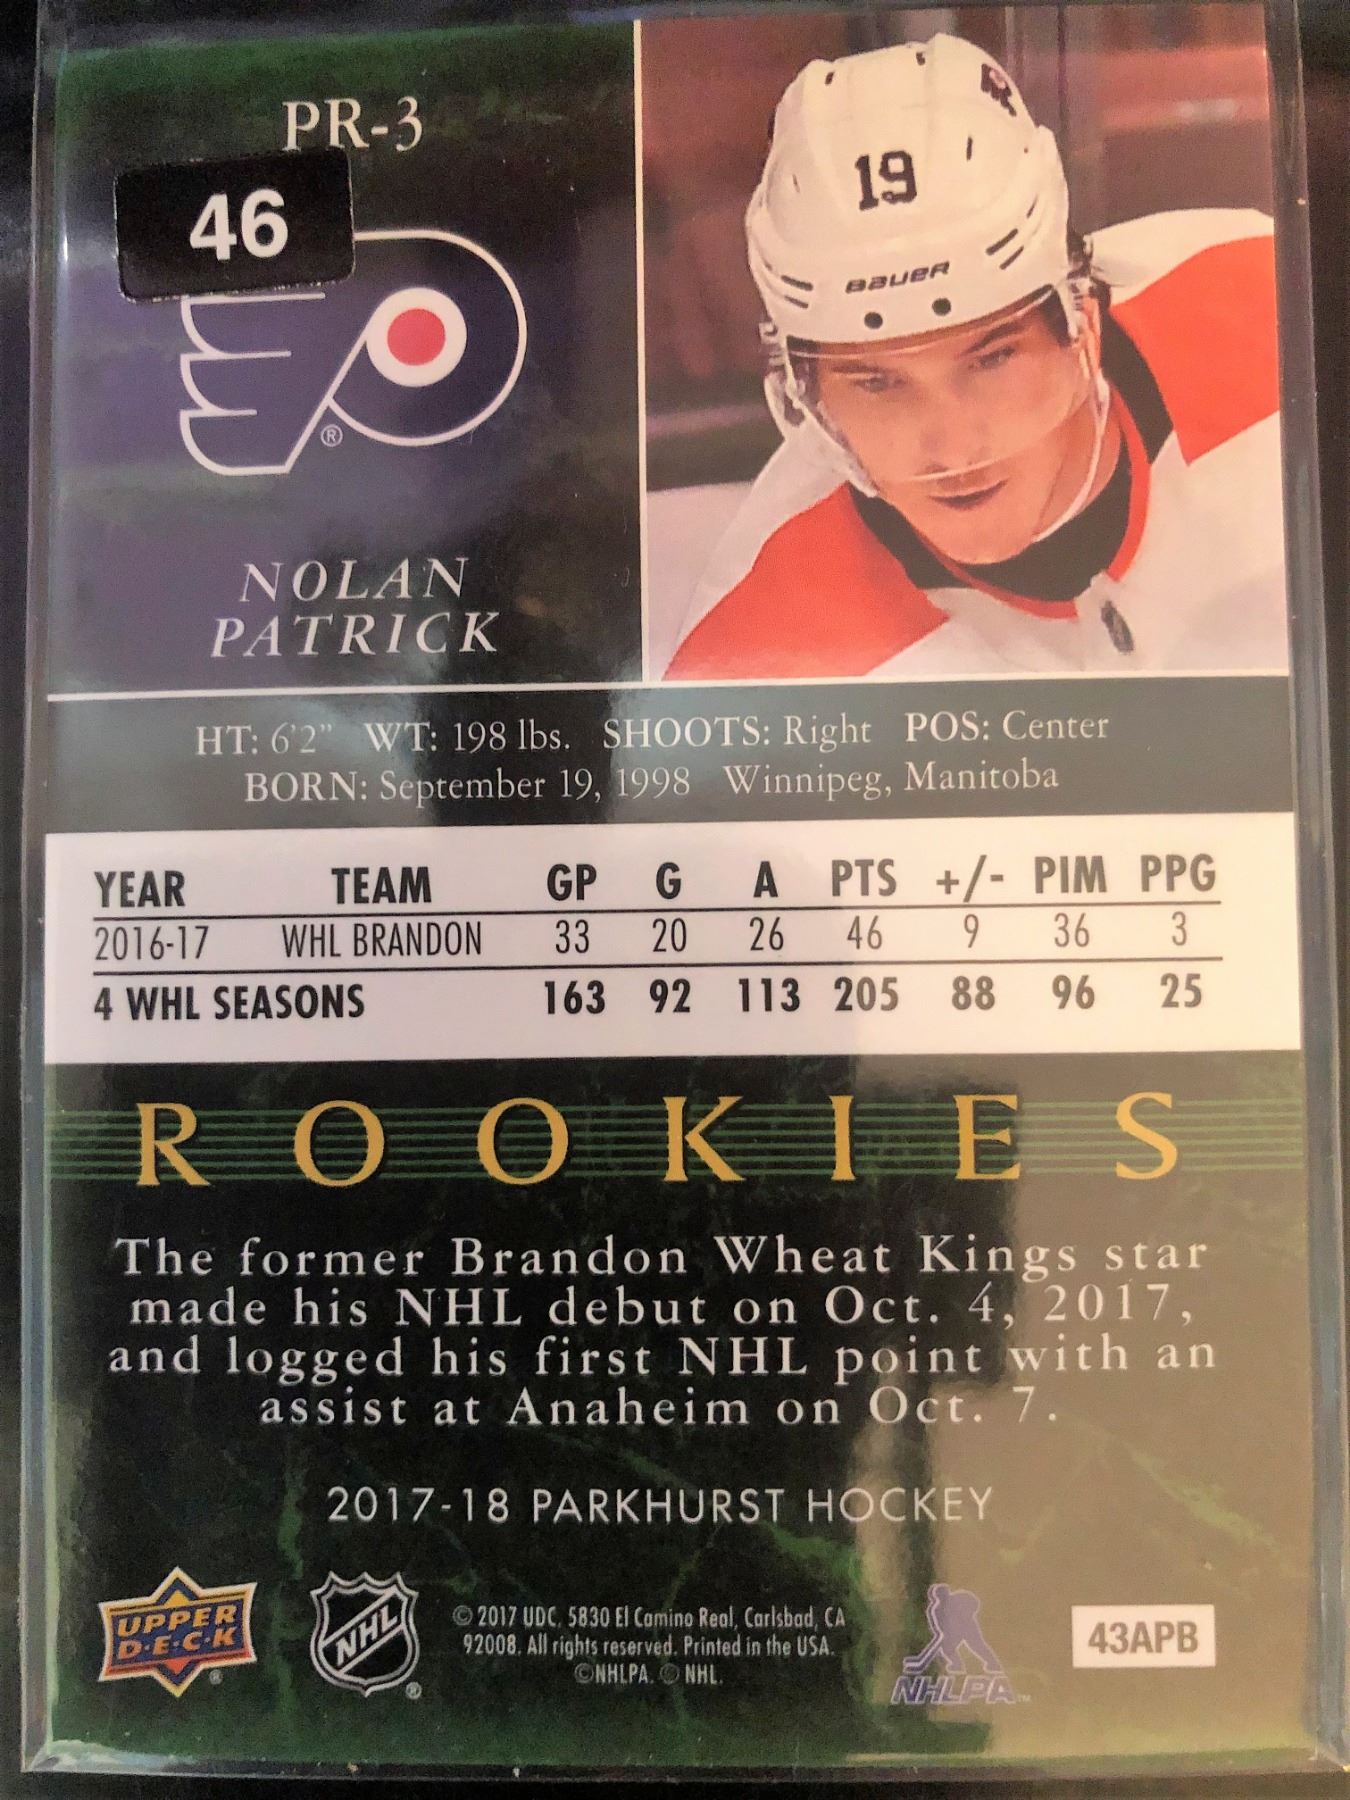 PR-3
46
®
NOLAN
PATRICK
19
BAUER
HT: 6'2" WT: 198 lbs. SHOOTS: Right POS: Center
BORN: September 19, 1998 Winnipeg, Manitoba
YEAR TEAM GP G A PTS +/- PIM PPG
2016-17 WHL BRANDON 33 20 26 46 9 36 3
4 WHL SEASONS 163 92 113 205 88 96 25
ROOKIES
The former Brandon Wheat Kings star
made his NHL debut on Oct. 4, 2017,
and logged his first NHL point with an
assist at Anaheim on Oct. 7.
2017-18 PARKHURST HOCKEY
UPPER
D·E·C·K
®
NHL
®
© 2017 UDC. 5830 El Camino Real, Carlsbad, CA
92008. All rights reserved. Printed in the USA.
©NHLPA. © NHL.
NHLPA™
43APB